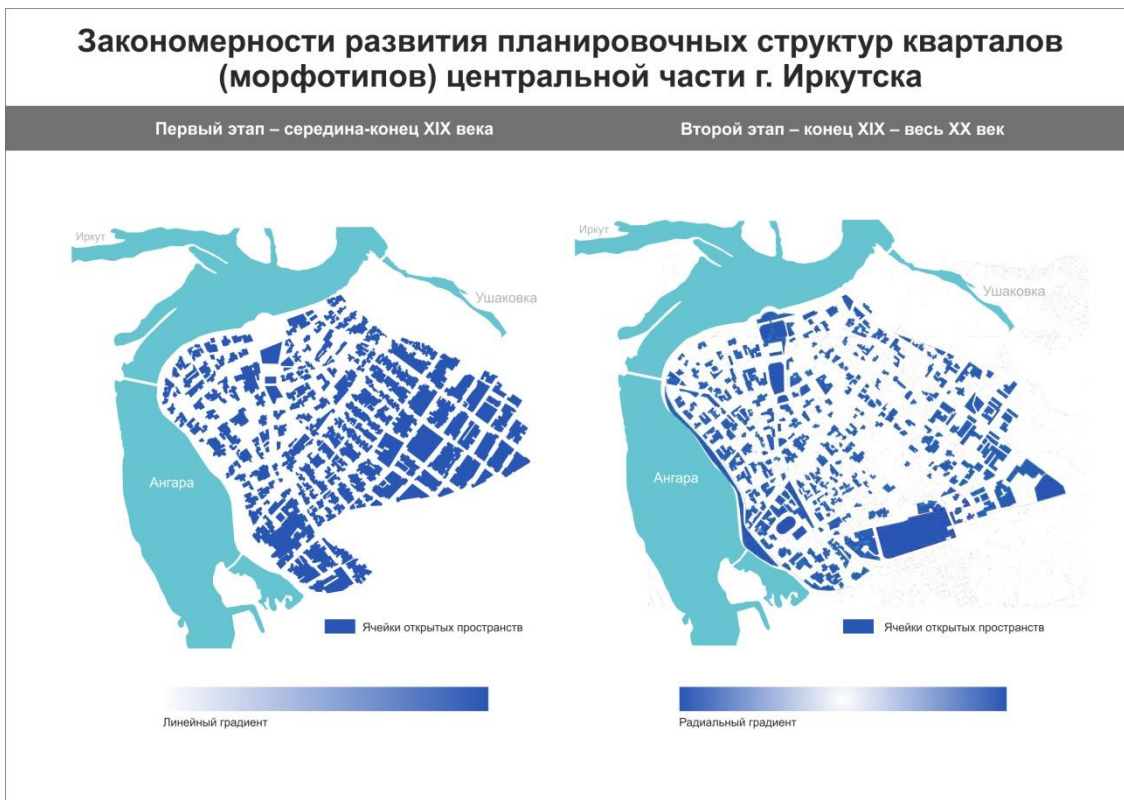 Закономерности развития планировочных структур кварталов
(морфотипов) центральной части г. Иркутска
Первый этап – середина-конец XIX века
Второй этап – конец XIX – весь XX век
Иркут
Ушаковка
Ангара
Ячейки открытых пространств
Линейный градиент
Иркут
Ушаковка
Ангара
Ячейки открытых пространств
Радиальный градиент